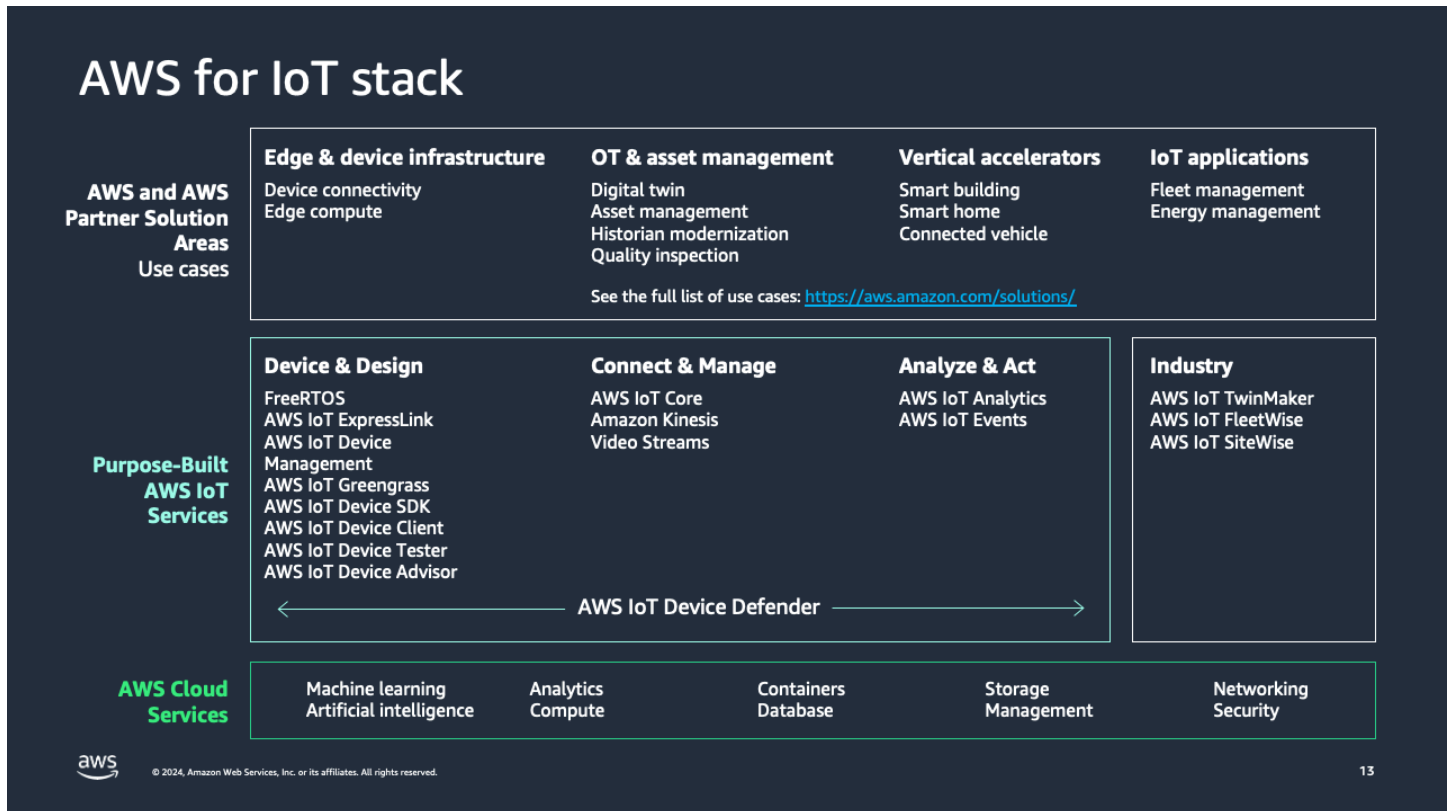 AWS for IoT stack
AWS and AWS
Partner Solution
Areas
Use cases
Edge & device infrastructure
Device connectivity
Edge compute
OT & asset management
Digital twin
Asset management
Historian modernization
Quality inspection
Vertical accelerators
Smart building
Smart home
Connected vehicle
IoT applications
Fleet management
Energy management
See the full list of use cases: https://aws.amazon.com/solutions/
Purpose-Built
AWS IoT
Services
Device & Design
FreeRTOS
AWS IoT ExpressLink
AWS IoT Device
Management
AWS IoT Greengrass
AWS IoT Device SDK
AWS IoT Device Client
AWS IoT Device Tester
AWS IoT Device Advisor
Connect & Manage
AWS IoT Core
Amazon Kinesis
Video Streams
Analyze & Act
AWS IoT Analytics
AWS IoT Events
AWS IoT Device Defender
Industry
AWS IoT TwinMaker
AWS IoT FleetWise
AWS IoT SiteWise
AWS Cloud
Services
Machine learning
Artificial intelligence
Analytics
Compute
Containers
Database
Storage
Management
Networking
Security
aws
© 2024, Amazon Web Services, Inc. or its affiliates. All rights reserved.
13